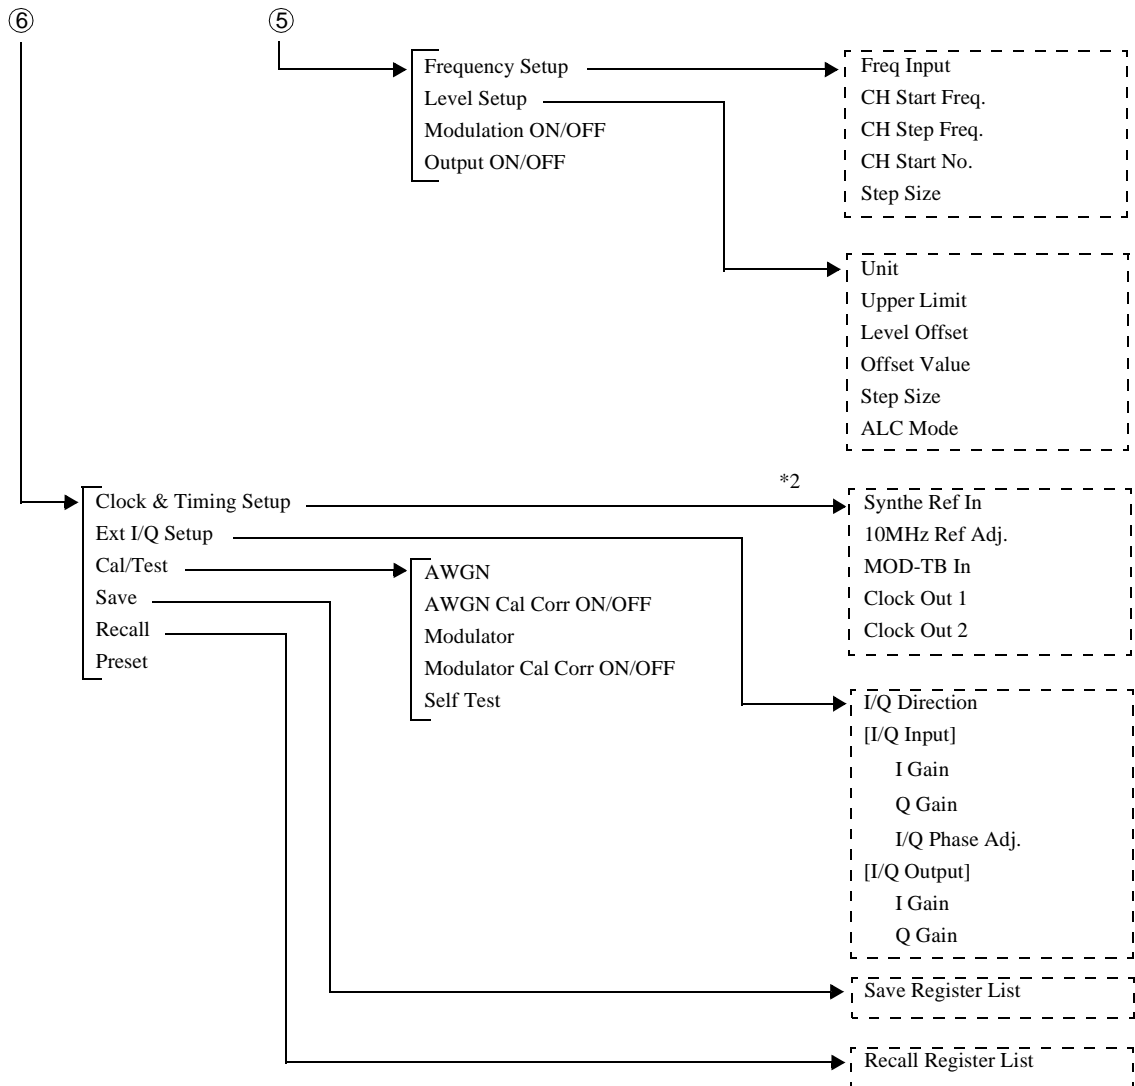 ⑥
⑤
Frequency Setup
Level Setup
Modulation ON/OFF
Output ON/OFF
Freq Input
CH Start Freq.
CH Step Freq.
CH Start No.
Step Size
Unit
Upper Limit
Level Offset
Offset Value
Step Size
ALC Mode
Clock & Timing Setup
Ext I/Q Setup
Cal/Test
Save
Recall
Preset
AWGN
AWGN Cal Corr ON/OFF
Modulator
Modulator Cal Corr ON/OFF
Self Test
*2
Synthe Ref In
10MHz Ref Adj.
MOD-TB In
Clock Out 1
Clock Out 2
I/Q Direction
[I/Q Input]
I Gain
Q Gain
I/Q Phase Adj.
[I/Q Output]
I Gain
Q Gain
Save Register List
Recall Register List